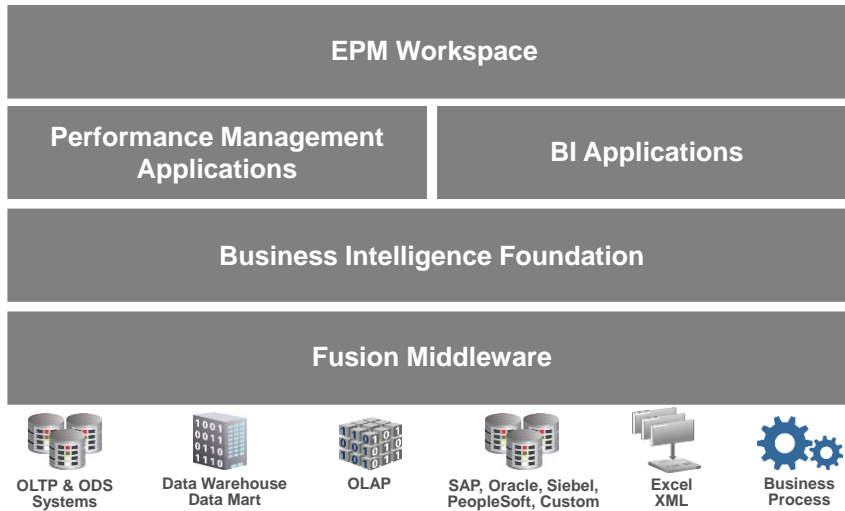 EPM Workspace
Performance Management
Applications
BI Applications
Business Intelligence Foundation
Fusion Middleware
OLTP & ODS
Systems
Data Warehouse
Data Mart
OLAP
SAP, Oracle, Siebel,
PeopleSoft, Custom
Excel
XML
Business
Process